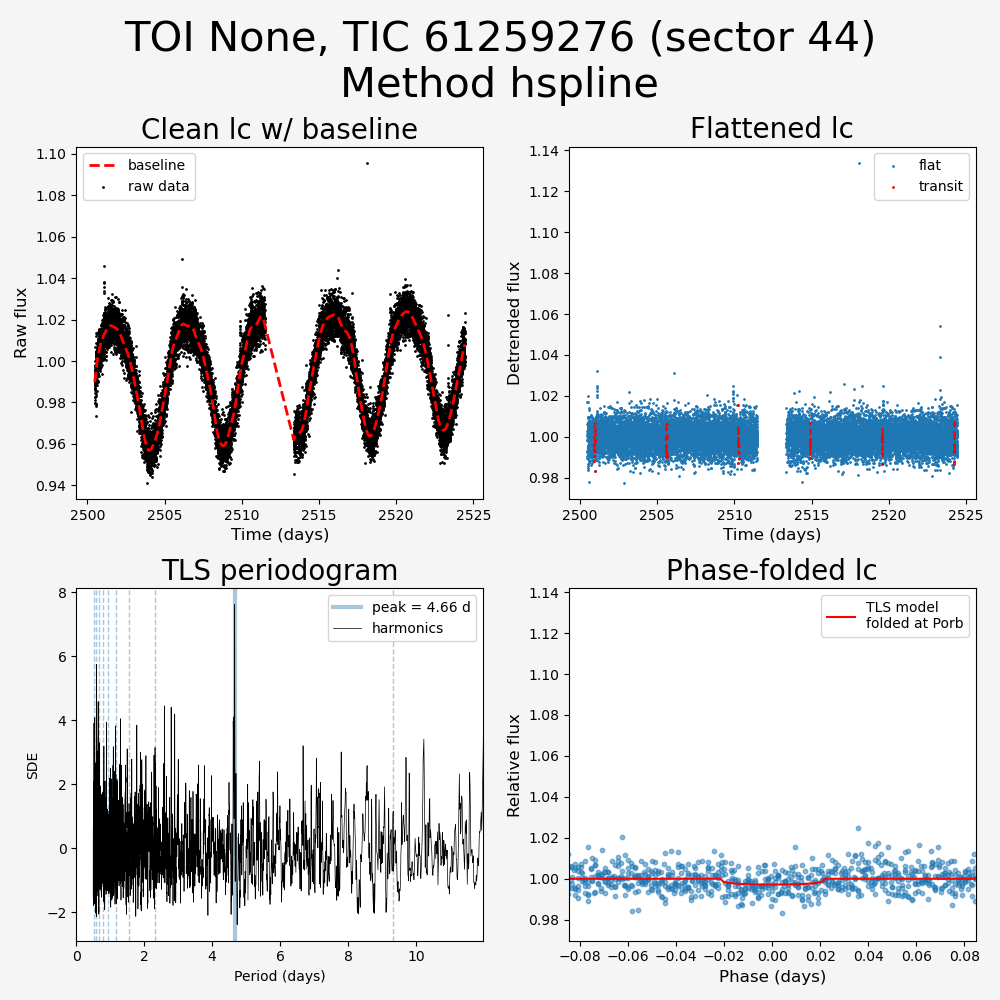 TOI None, TIC 61259276 (sector 44)
Method hspline
Clean lc w/ baseline
1.10
1.08
1.06
1.04
1.02
1.00
0.98
0.96
0.94
Raw flux
baseline
raw data
2500
2505
2510
2515
2520
2525
Time (days)
Flattened lc
1.14
1.12
1.10
1.08
1.06
1.04
1.02
1.00
0.98
Detrended flux
flat
transit
2500
2505
2510
2515
2520
2525
Time (days)
TLS periodogram
8
6
4
2
0
−2
SDE
peak = 4.66 d
harmonics
0
2
4
6
8
10
Period (days)
Phase-folded lc
1.14
1.12
1.10
1.08
1.06
1.04
1.02
1.00
0.98
Relative flux
TLS model
folded at Porb
−0.08
−0.06
−0.04
−0.02
0.00
0.02
0.04
0.06
0.08
Phase (days)